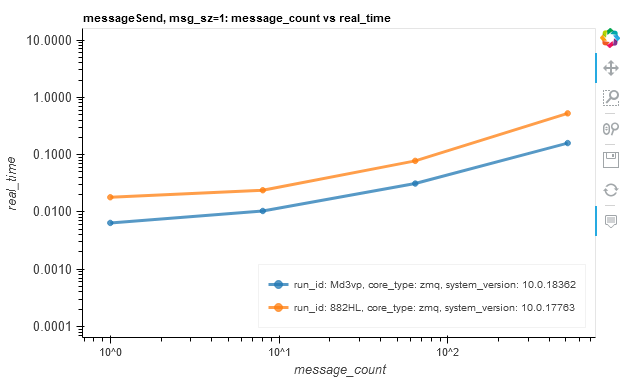 messageSend, msg_sz=1: message_count vs real_time
10.0000
1.0000
0.1000
0.0100
0.0010
0.0001
real_time
run_id: Md3vp, core_type: zmq, system_version: 10.0.18362
run_id: 882HL, core_type: zmq, system_version: 10.0.17763
10^0
10^1
10^2
message_count